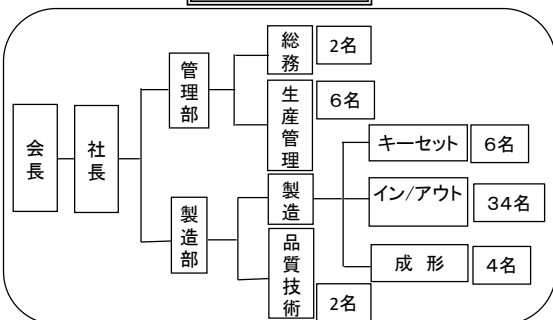 会長
社長
管理部
総務
2名
生産管理
6名
製造部
製造
キーセット
6名
イン/アウト
34名
成 形
4名
品質技術
2名